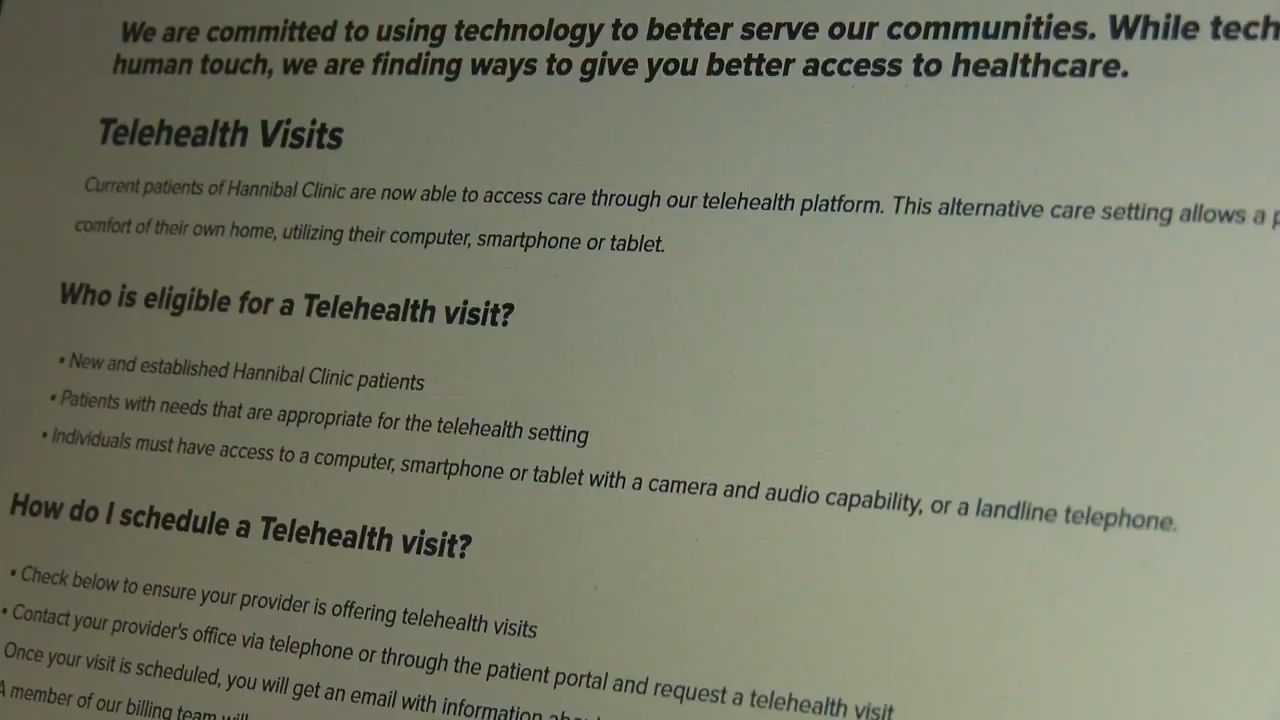 We are committed to using technology to better serve our communities. While tech
human touch, we are finding ways to give you better access to healthcare.
Telehealth Visits
Current patients of Hannibal Clinic are now able to access care through our telehealth platform. This alternative care setting allows a
comfort of their own home, utilizing their computer, smartphone or tablet.
Who is eligible for a Telehealth visit?
• New and established Hannibal Clinic patients
• Patients with needs that are appropriate for the telehealth setting
• Individuals must have access to a computer, smartphone or tablet with a camera and audio capability, or a landline telephone.
How do I schedule a Telehealth visit?
• Check below to ensure your provider is offering telehealth visits
• Contact your provider's office via telephone or through the patient portal and request a telehealth visit
Once your visit is scheduled, you will get an email with information
A member of our billing team will